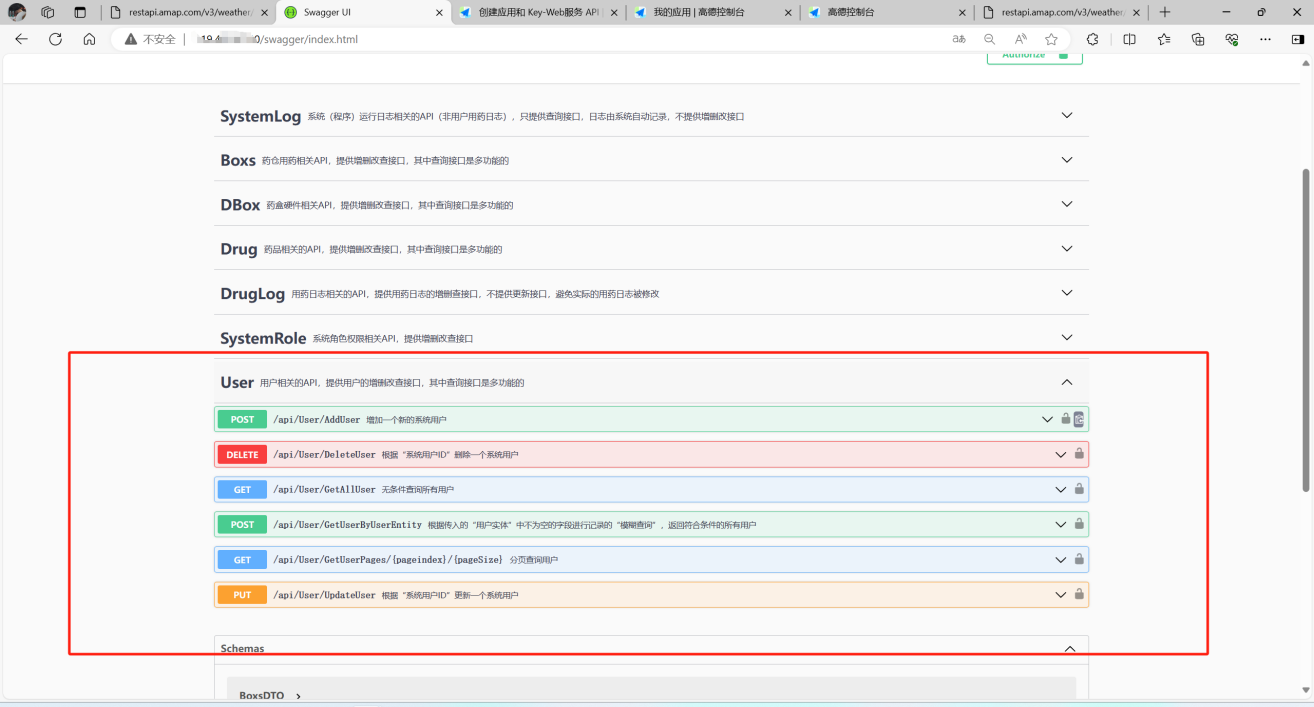 restapi.amap.com/v3/weather/
Swagger UI
创建应用和 Key-Web服务 API
我的应用 | 高德控制台
高德控制台
restapi.amap.com/v3/weather/
不安全
/swagger/index.html
Authorize
SystemLog 系统（程序）运行日志相关的API（非用户用药日志），只提供查询接口，日志由系统自动记录，不提供增删改接口
Boxs 药仓用药相关API，提供增删改查接口，其中查询接口是多功能的
DBox 药盒硬件相关API，提供增删改查接口，其中查询接口是多功能的
Drug 药品相关的API，提供增删改查接口，其中查询接口是多功能的
DrugLog 用药日志相关的API，提供用药日志的增删查接口，不提供更新接口，避免实际的用药日志被修改
SystemRole 系统角色权限相关API，提供增删改查接口
User 用户相关的API，提供用户的增删改查接口，其中查询接口是多功能的
POST /api/User/AddUser 增加一个新的系统用户
DELETE /api/User/DeleteUser 根据“系统用户ID”删除一个系统用户
GET /api/User/GetAllUser 无条件查询所有用户
POST /api/User/GetUserByUserEntity 根据传入的“用户实体”中不为空的字段进行记录的“模糊查询”，返回符合条件的所有用户
GET /api/User/GetUserPages/{pageindex}/{pageSize} 分页查询用户
PUT /api/User/UpdateUser 根据“系统用户ID”更新一个系统用户
Schemas
BoxsDTO